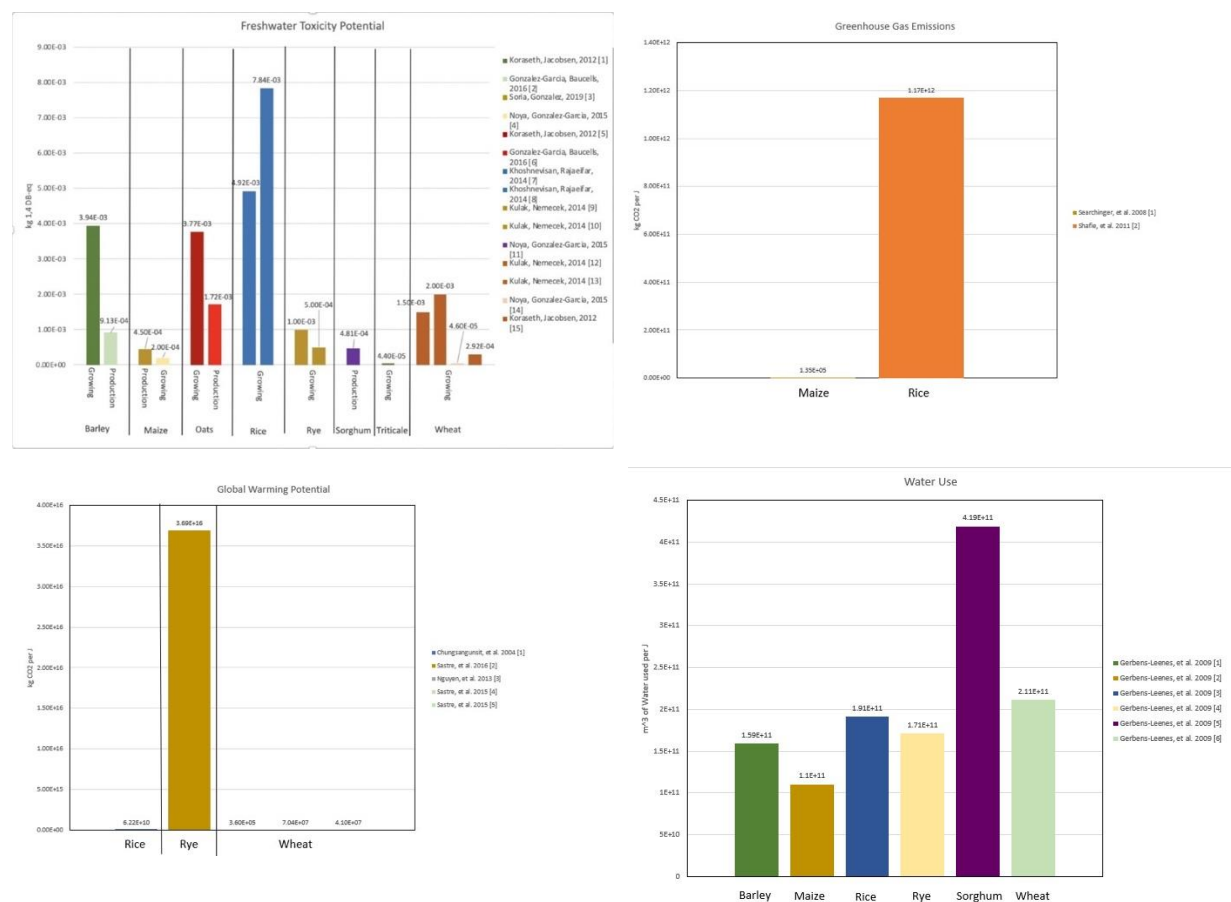 Freshwater Toxicity Potential
kg 1,4 DB-eq
9.00E-03
8.00E-03
7.00E-03
6.00E-03
5.00E-03
4.00E-03
3.00E-03
2.00E-03
1.00E-03
0.00E+00
3.94E-03
9.13E-04
4.50E-04
2.00E-04
3.77E-03
1.72E-03
4.92E-03
7.84E-03
1.00E-03
5.00E-04
4.81E-04
4.40E-05
1.50E-03
2.00E-03
4.60E-05
2.92E-04
Growing
Production
Production
Growing
Growing
Production
Growing
Growing
Production
Growing
Growing
Barley Maize Oats Rice Rye Sorghum Triticale Wheat
Koraseth, Jacobsen, 2012 [1]
Gonzalez-Garcia, Baucells,
2016 [2]
Soria, Gonzalez, 2019 [3]
Noya, Gonzalez-Garcia, 2015
[4]
Koraseth, Jacobsen, 2012 [5]
Gonzalez-Garcia, Baucells,
2016 [6]
Khoshnevisan, Rajaeifar,
2014 [7]
Khoshnevisan, Rajaeifar,
2014 [8]
Kulak, Nemecek, 2014 [9]
Kulak, Nemecek, 2014 [10]
Noya, Gonzalez-Garcia, 2015
[11]
Kulak, Nemecek, 2014 [12]
Kulak, Nemecek, 2014 [13]
Noya, Gonzalez-Garcia, 2015
[14]
Koraseth, Jacobsen, 2012
[15]
Greenhouse Gas Emissions
kg CO2 per J
1.40E+12
1.20E+12
1.00E+12
8.00E+11
6.00E+11
4.00E+11
2.00E+11
0.00E+00
1.35E+05
1.17E+12
Maize Rice
Searchinger, et al. 2008 [1]
Shafie, et al. 2011 [2]
Global Warming Potential
kg CO2 per J
4.00E+16
3.50E+16
3.00E+16
2.50E+16
2.00E+16
1.50E+16
1.00E+16
5.00E+15
0.00E+00
6.22E+10
3.69E+16
3.60E+05
7.04E+07
4.10E+07
Rice Rye Wheat
Chungsangunsit, et al. 2004 [1]
Sastre, et al. 2016 [2]
Nguyen, et al. 2013 [3]
Sastre, et al. 2015 [4]
Sastre, et al. 2015 [5]
Water Use
m^3 of Water used per J
4.5E+11
4E+11
3.5E+11
3E+11
2.5E+11
2E+11
1.5E+11
1E+11
5E+10
0
1.59E+11
1.1E+11
1.91E+11
1.71E+11
4.19E+11
2.11E+11
Barley Maize Rice Rye Sorghum Wheat
Gerbens-Leenes, et al. 2009 [1]
Gerbens-Leenes, et al. 2009 [2]
Gerbens-Leenes, et al. 2009 [3]
Gerbens-Leenes, et al. 2009 [4]
Gerbens-Leenes, et al. 2009 [5]
Gerbens-Leenes, et al. 2009 [6]